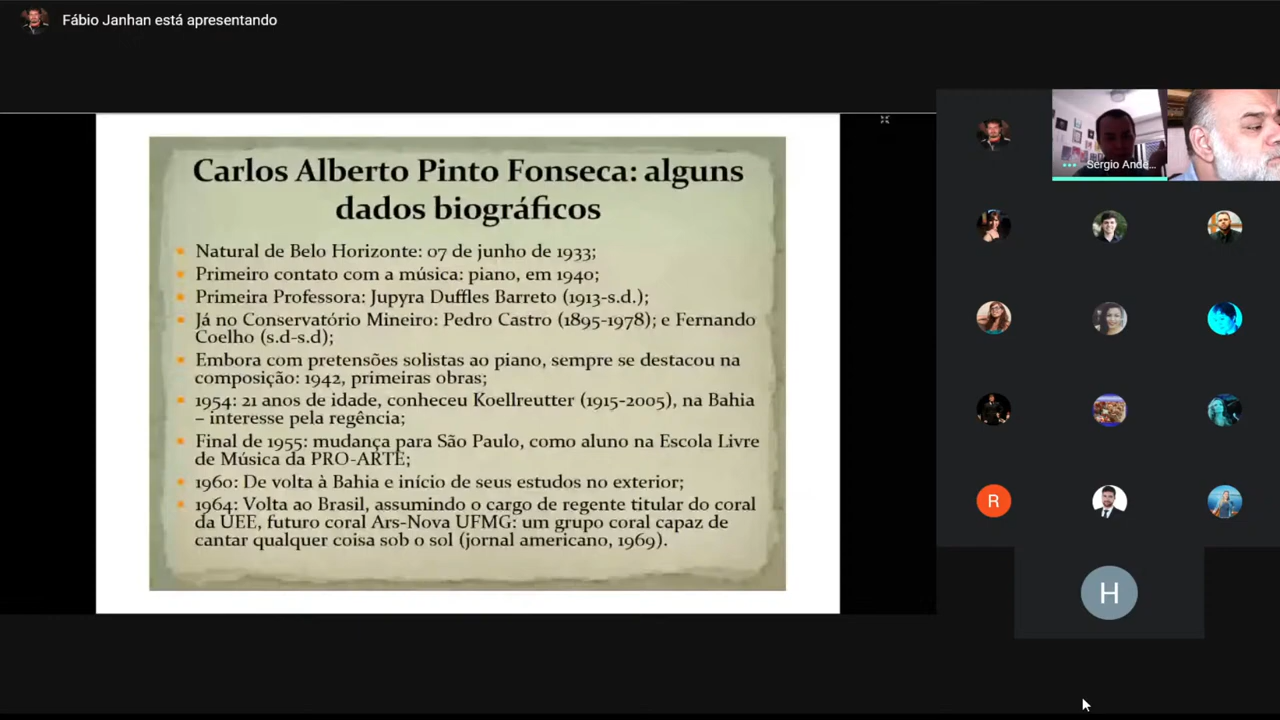 Fábio Janhan está apresentando
Carlos Alberto Pinto Fonseca: alguns
dados biográficos
Natural de Belo Horizonte: 07 de junho de 1933;
Primeiro contato com a música: piano, em 1940;
Primeira Professora: Jupyra Duffles Barreto (1913-s.d.);
Já no Conservatório Mineiro: Pedro Castro (1895-1978); e Fernando
Coelho (s.d-s.d);
Embora com pretensões solistas ao piano, sempre se destacou na
composição: 1942, primeiras obras;
1954: 21 anos de idade, conheceu Koellreutter (1915-2005), na Bahia
– interesse pela regência;
Final de 1955: mudança para São Paulo, como aluno na Escola Livre
de Música da PRO-ARTE;
1960: De volta à Bahia e início de seus estudos no exterior;
1964: Volta ao Brasil, assumindo o cargo de regente titular do coral
da UEE, futuro coral Ars-Nova UFMG: um grupo coral capaz de
cantar qualquer coisa sob o sol (jornal americano, 1969).
Sergio Ande...
R
H